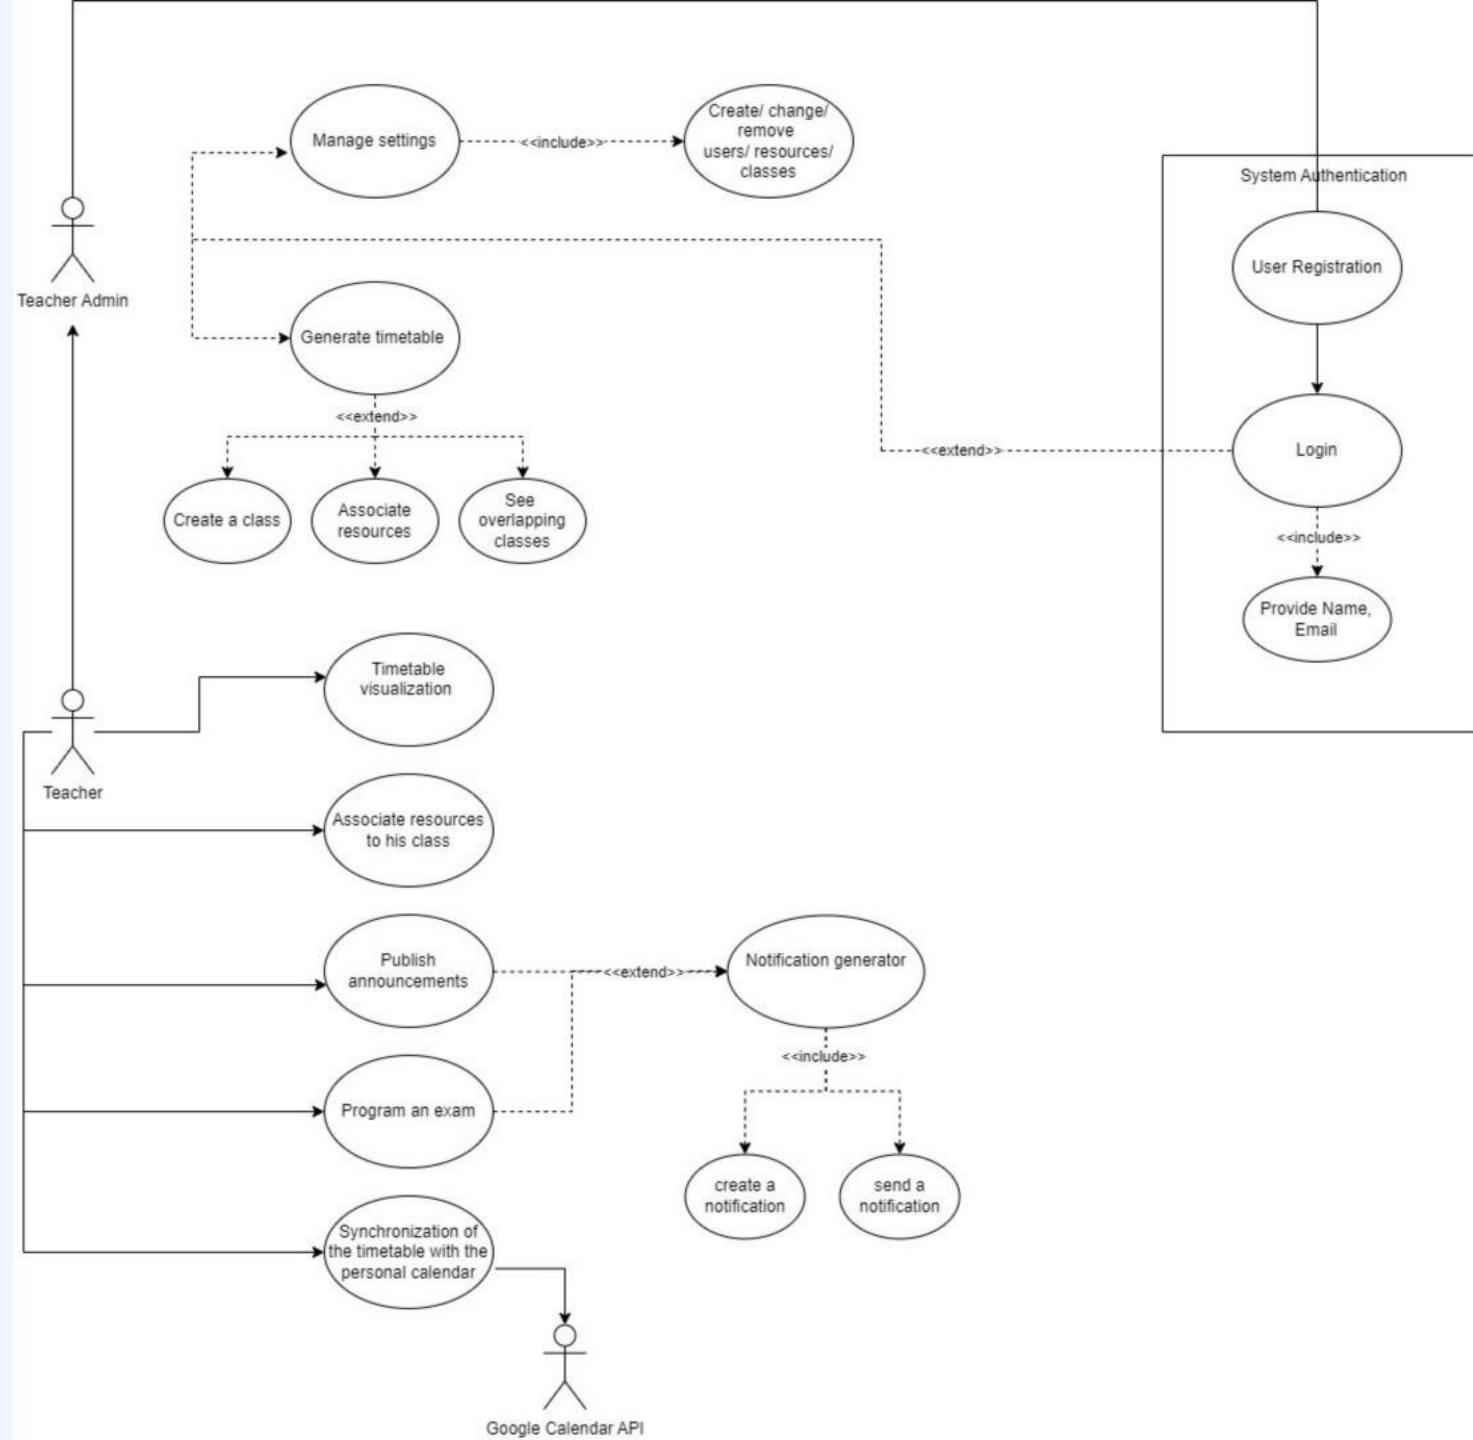 Manage settings
<<include>>
Create/ change/
remove
users/ resources/
classes
System Authentication
User Registration
Teacher Admin
Generate timetable
<<extend>>
<<extend>>
Login
Create a class
Associate
resources
See
overlapping
classes
<<include>>
Provide Name,
Email
Timetable
visualization
Teacher
Associate resources
to his class
Publish
announcements
<<extend>>
Notification generator
<<include>>
Program an exam
create a
notification
send a
notification
Synchronization of
the timetable with the
personal calendar
Google Calendar API